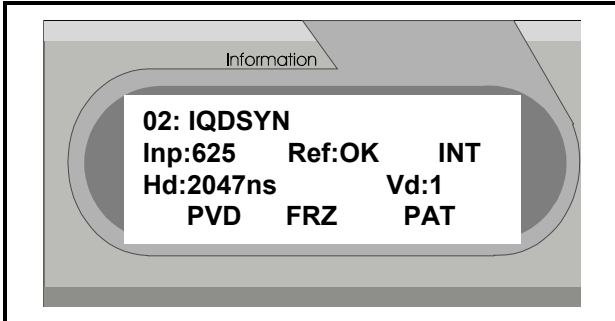 Information
02: IQDSYN
Inp:625 Ref:OK INT
Hd:2047ns Vd:1
PVD FRZ PAT